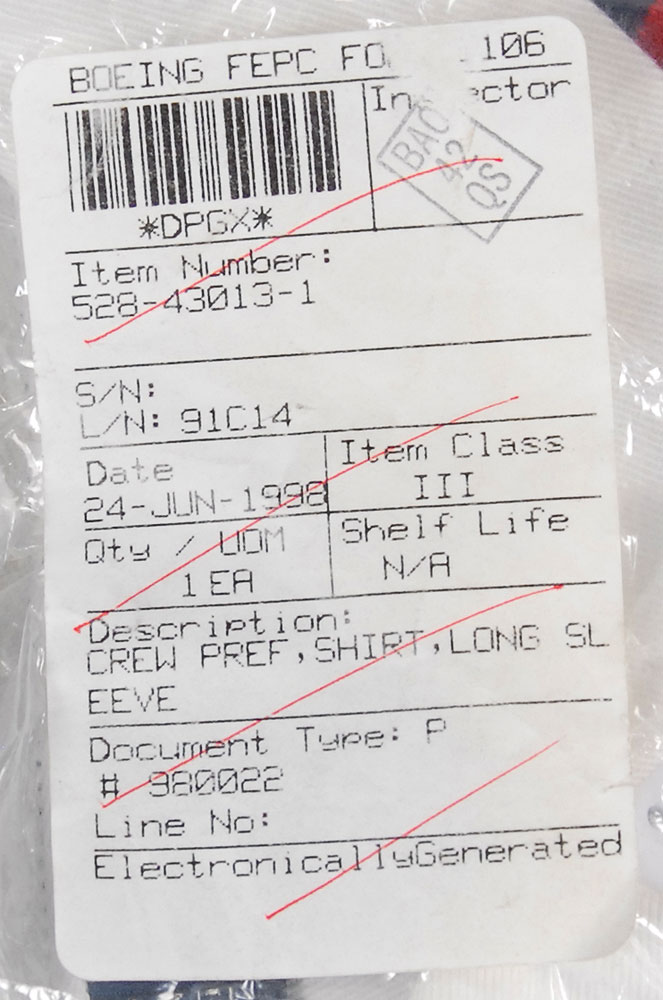 BOEING FEPC FO 106
Inspector
BAO
42
QS
*DPGX*
Item Number:
528-43013-1
S/N:
L/N: 91C14
Date
24-JUN-1998
Item Class
III
Qty / UOM
1 EA
Shelf Life
N/A
Description:
CREW PREF,SHIRT,LONG SL
EEVE
Document Type: P
# 980022
Line No:
ElectronicallyGenerated